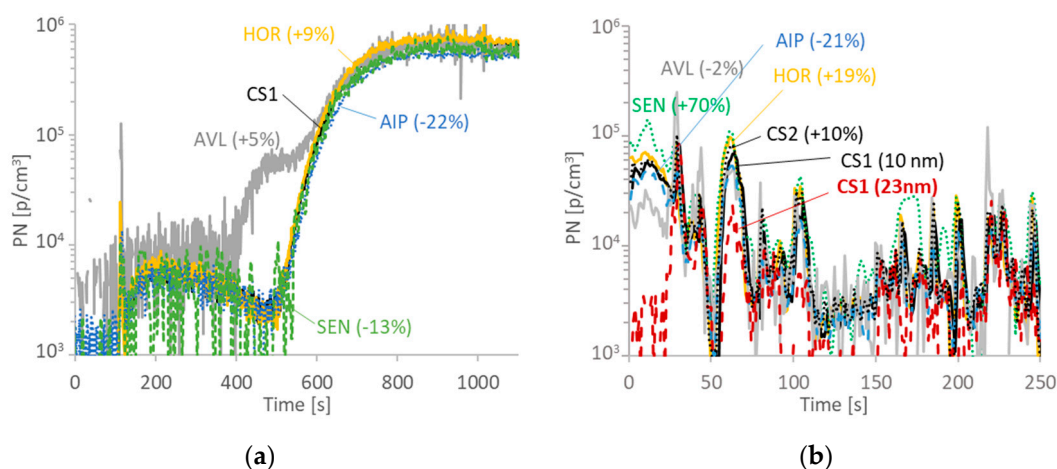 10⁶
10⁵
10⁴
10³
PN [p/cm³]
HOR (+9%)
CS1
AIP (-22%)
AVL (+5%)
SEN (-13%)
0 200 400 600 800 1000
Time [s]
(a)
10⁶
10⁵
10⁴
10³
PN [p/cm³]
AIP (-21%)
AVL (-2%)
HOR (+19%)
SEN (+70%)
CS2 (+10%)
CS1 (10 nm)
CS1 (23nm)
0 50 100 150 200 250
Time [s]
(b)